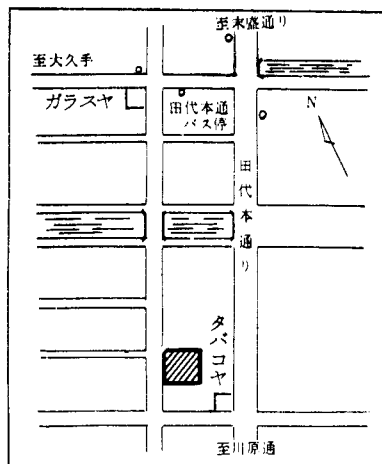 至末盛通り
至大久手
ガラスヤ
田代本通
バス停
N
田代本通り
タバコヤ
至川原通